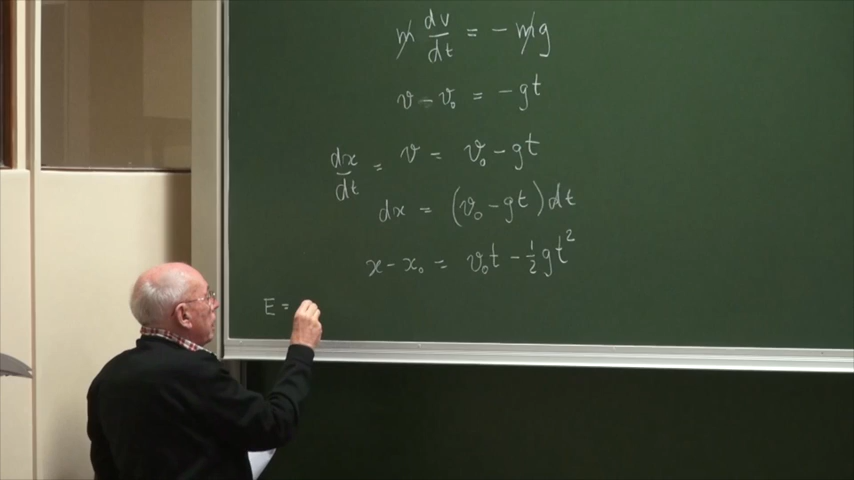 m dv/dt = - mg
v - v₀ = - gt
dx/dt = v = v₀ - gt
dx = (v₀ - gt) dt
x - x₀ = v₀t - ½gt²
E =